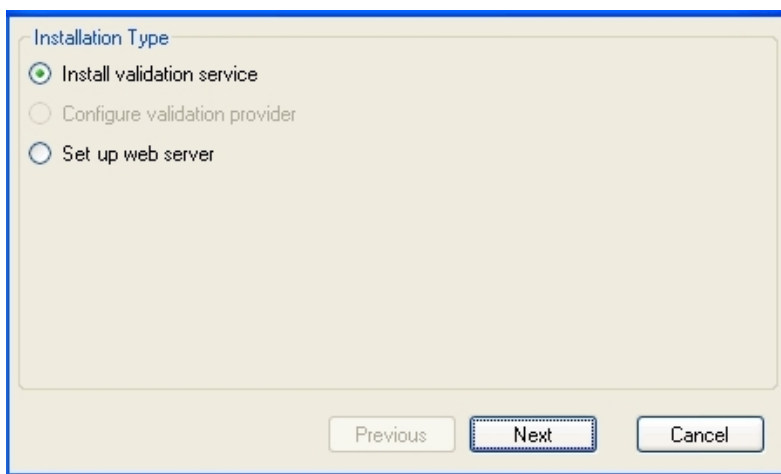 Installation Type
Install validation service
Configure validation provider
Set up web server
Previous Next Cancel